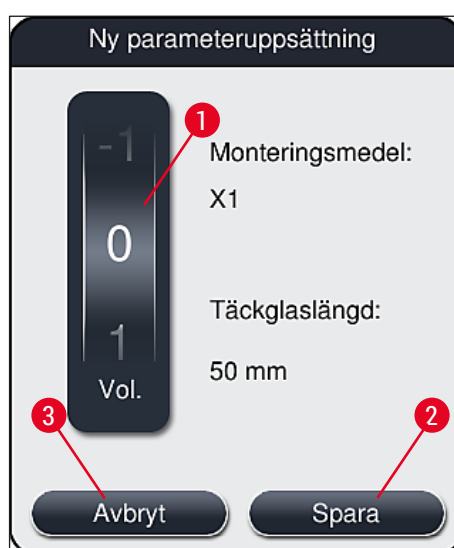 Ny parameteruppsättning
-1
1
Monteringsmedel:
X1
0
Täckglaslängd:
1
50 mm
Vol.
3
2
Avbryt
Spara